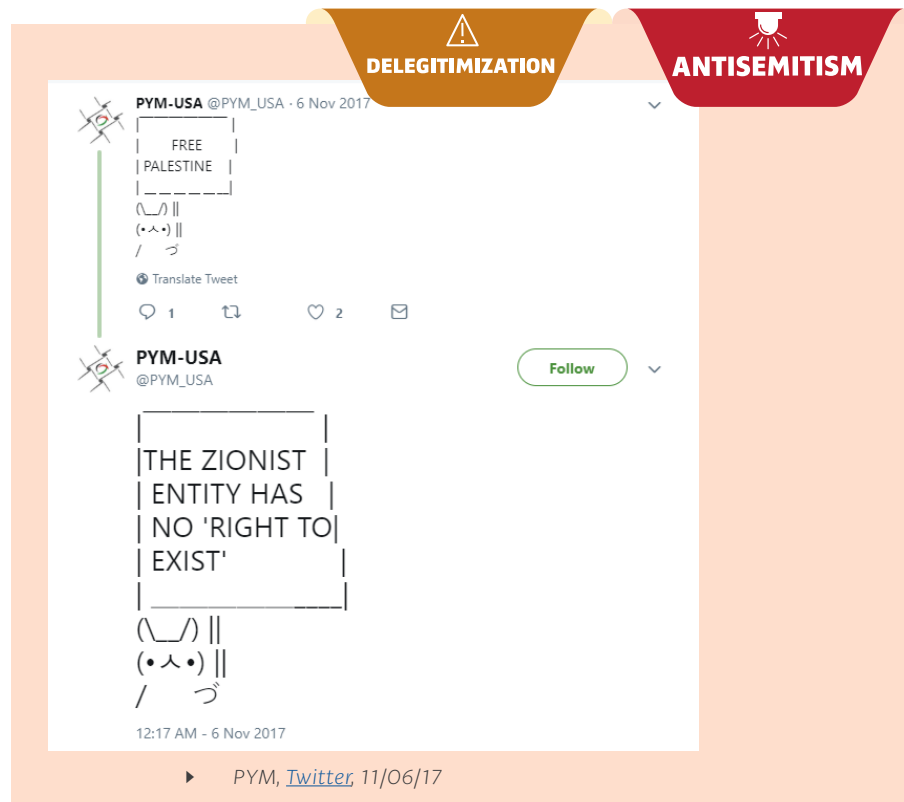 DELEGITIMIZATION
ANTISEMITISM
PYM-USA @PYM_USA · 6 Nov 2017
|￣￣￣￣￣￣ |
| FREE |
| PALESTINE |
| ＿＿＿＿＿＿|
(\__/) ||
(•ㅅ•) ||
/ 　 づ
Translate Tweet
1
2
PYM-USA
@PYM_USA
Follow
|￣￣￣￣￣￣ |
|THE ZIONIST |
| ENTITY HAS |
| NO 'RIGHT TO|
| EXIST' |
| ＿＿＿＿＿＿__|
(\__/) ||
(•ㅅ•) ||
/ 　 づ
12:17 AM - 6 Nov 2017
PYM, Twitter, 11/06/17